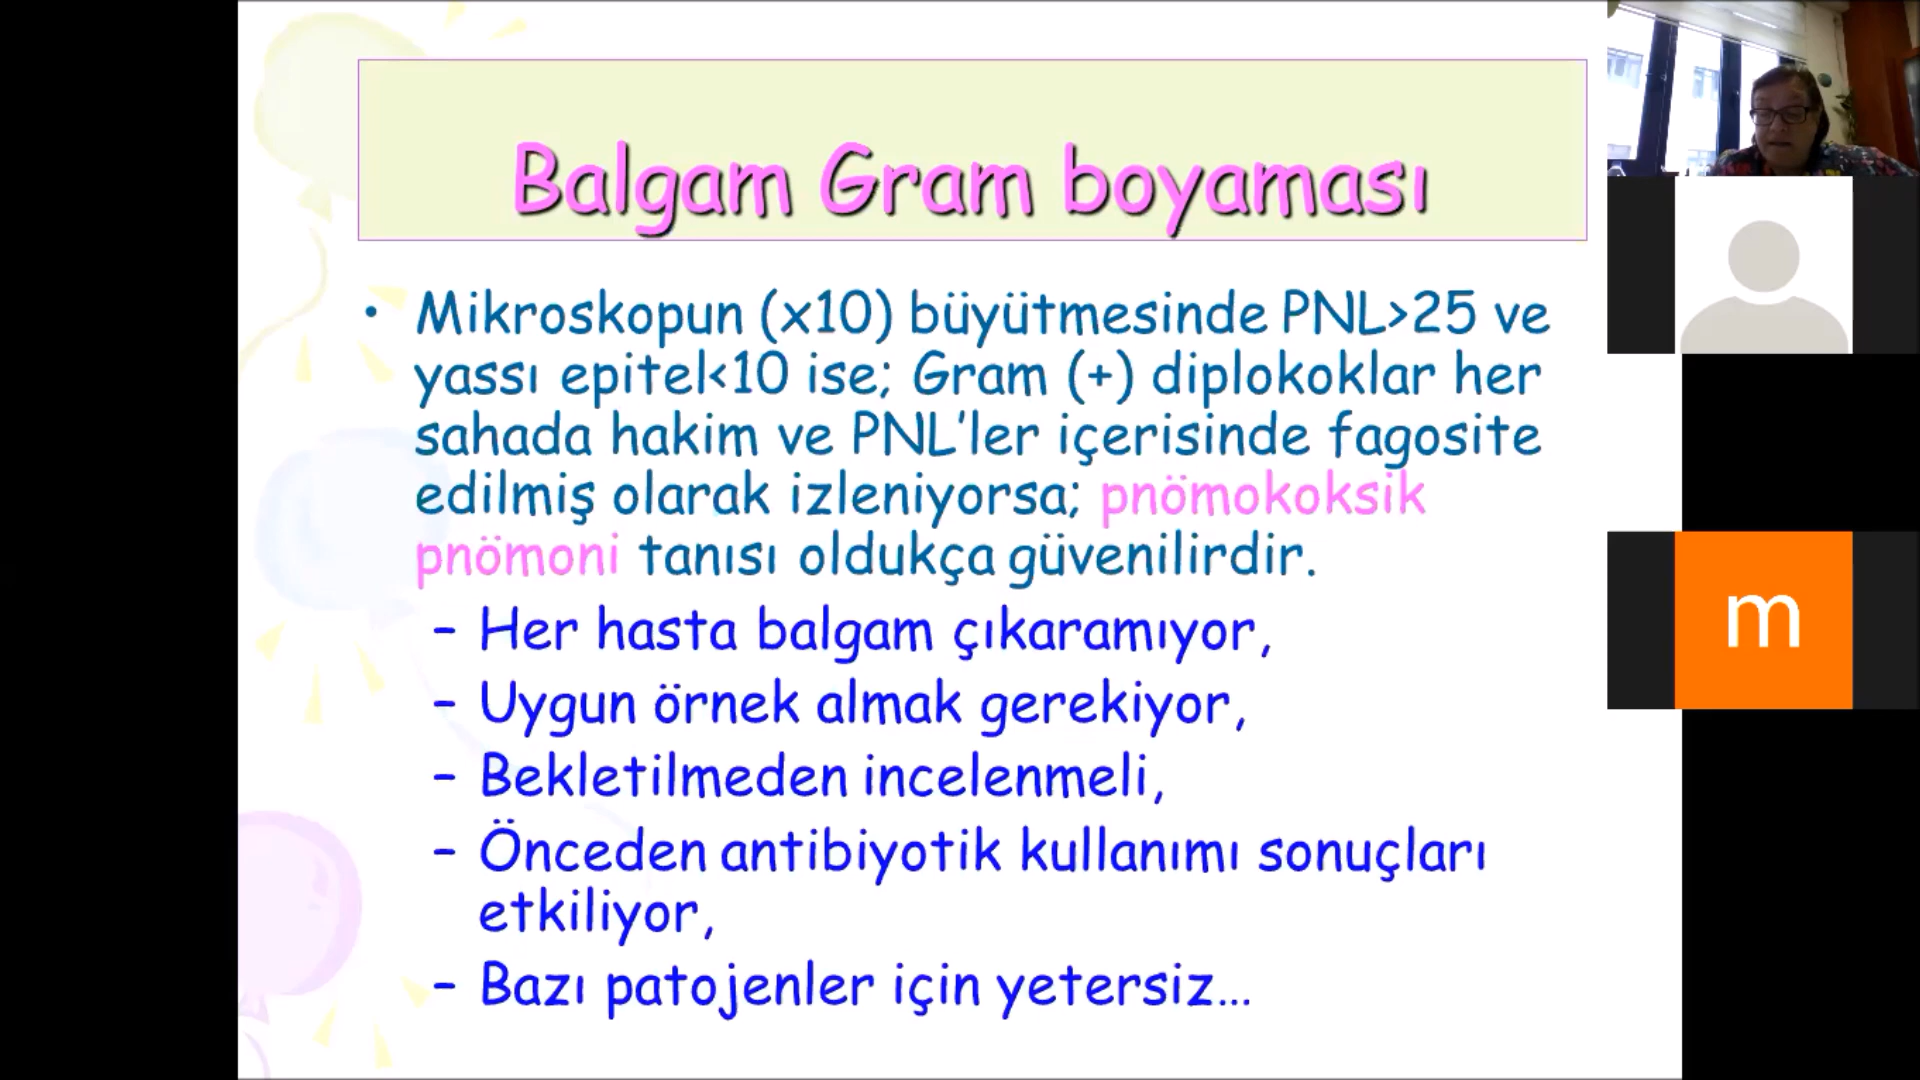 Balgam Gram boyaması
• Mikroskopun (x10) büyütmesinde PNL>25 ve
yassı epitel<10 ise; Gram (+) diplokoklar her
sahada hakim ve PNL’ler içerisinde fagosite
edilmiş olarak izleniyorsa; pnömokoksik
pnömoni tanısı oldukça güvenilirdir.
– Her hasta balgam çıkaramıyor,
– Uygun örnek almak gerekiyor,
– Bekletilmeden incelenmeli,
– Önceden antibiyotik kullanımı sonuçları
etkiliyor,
– Bazı patojenler için yetersiz...
m